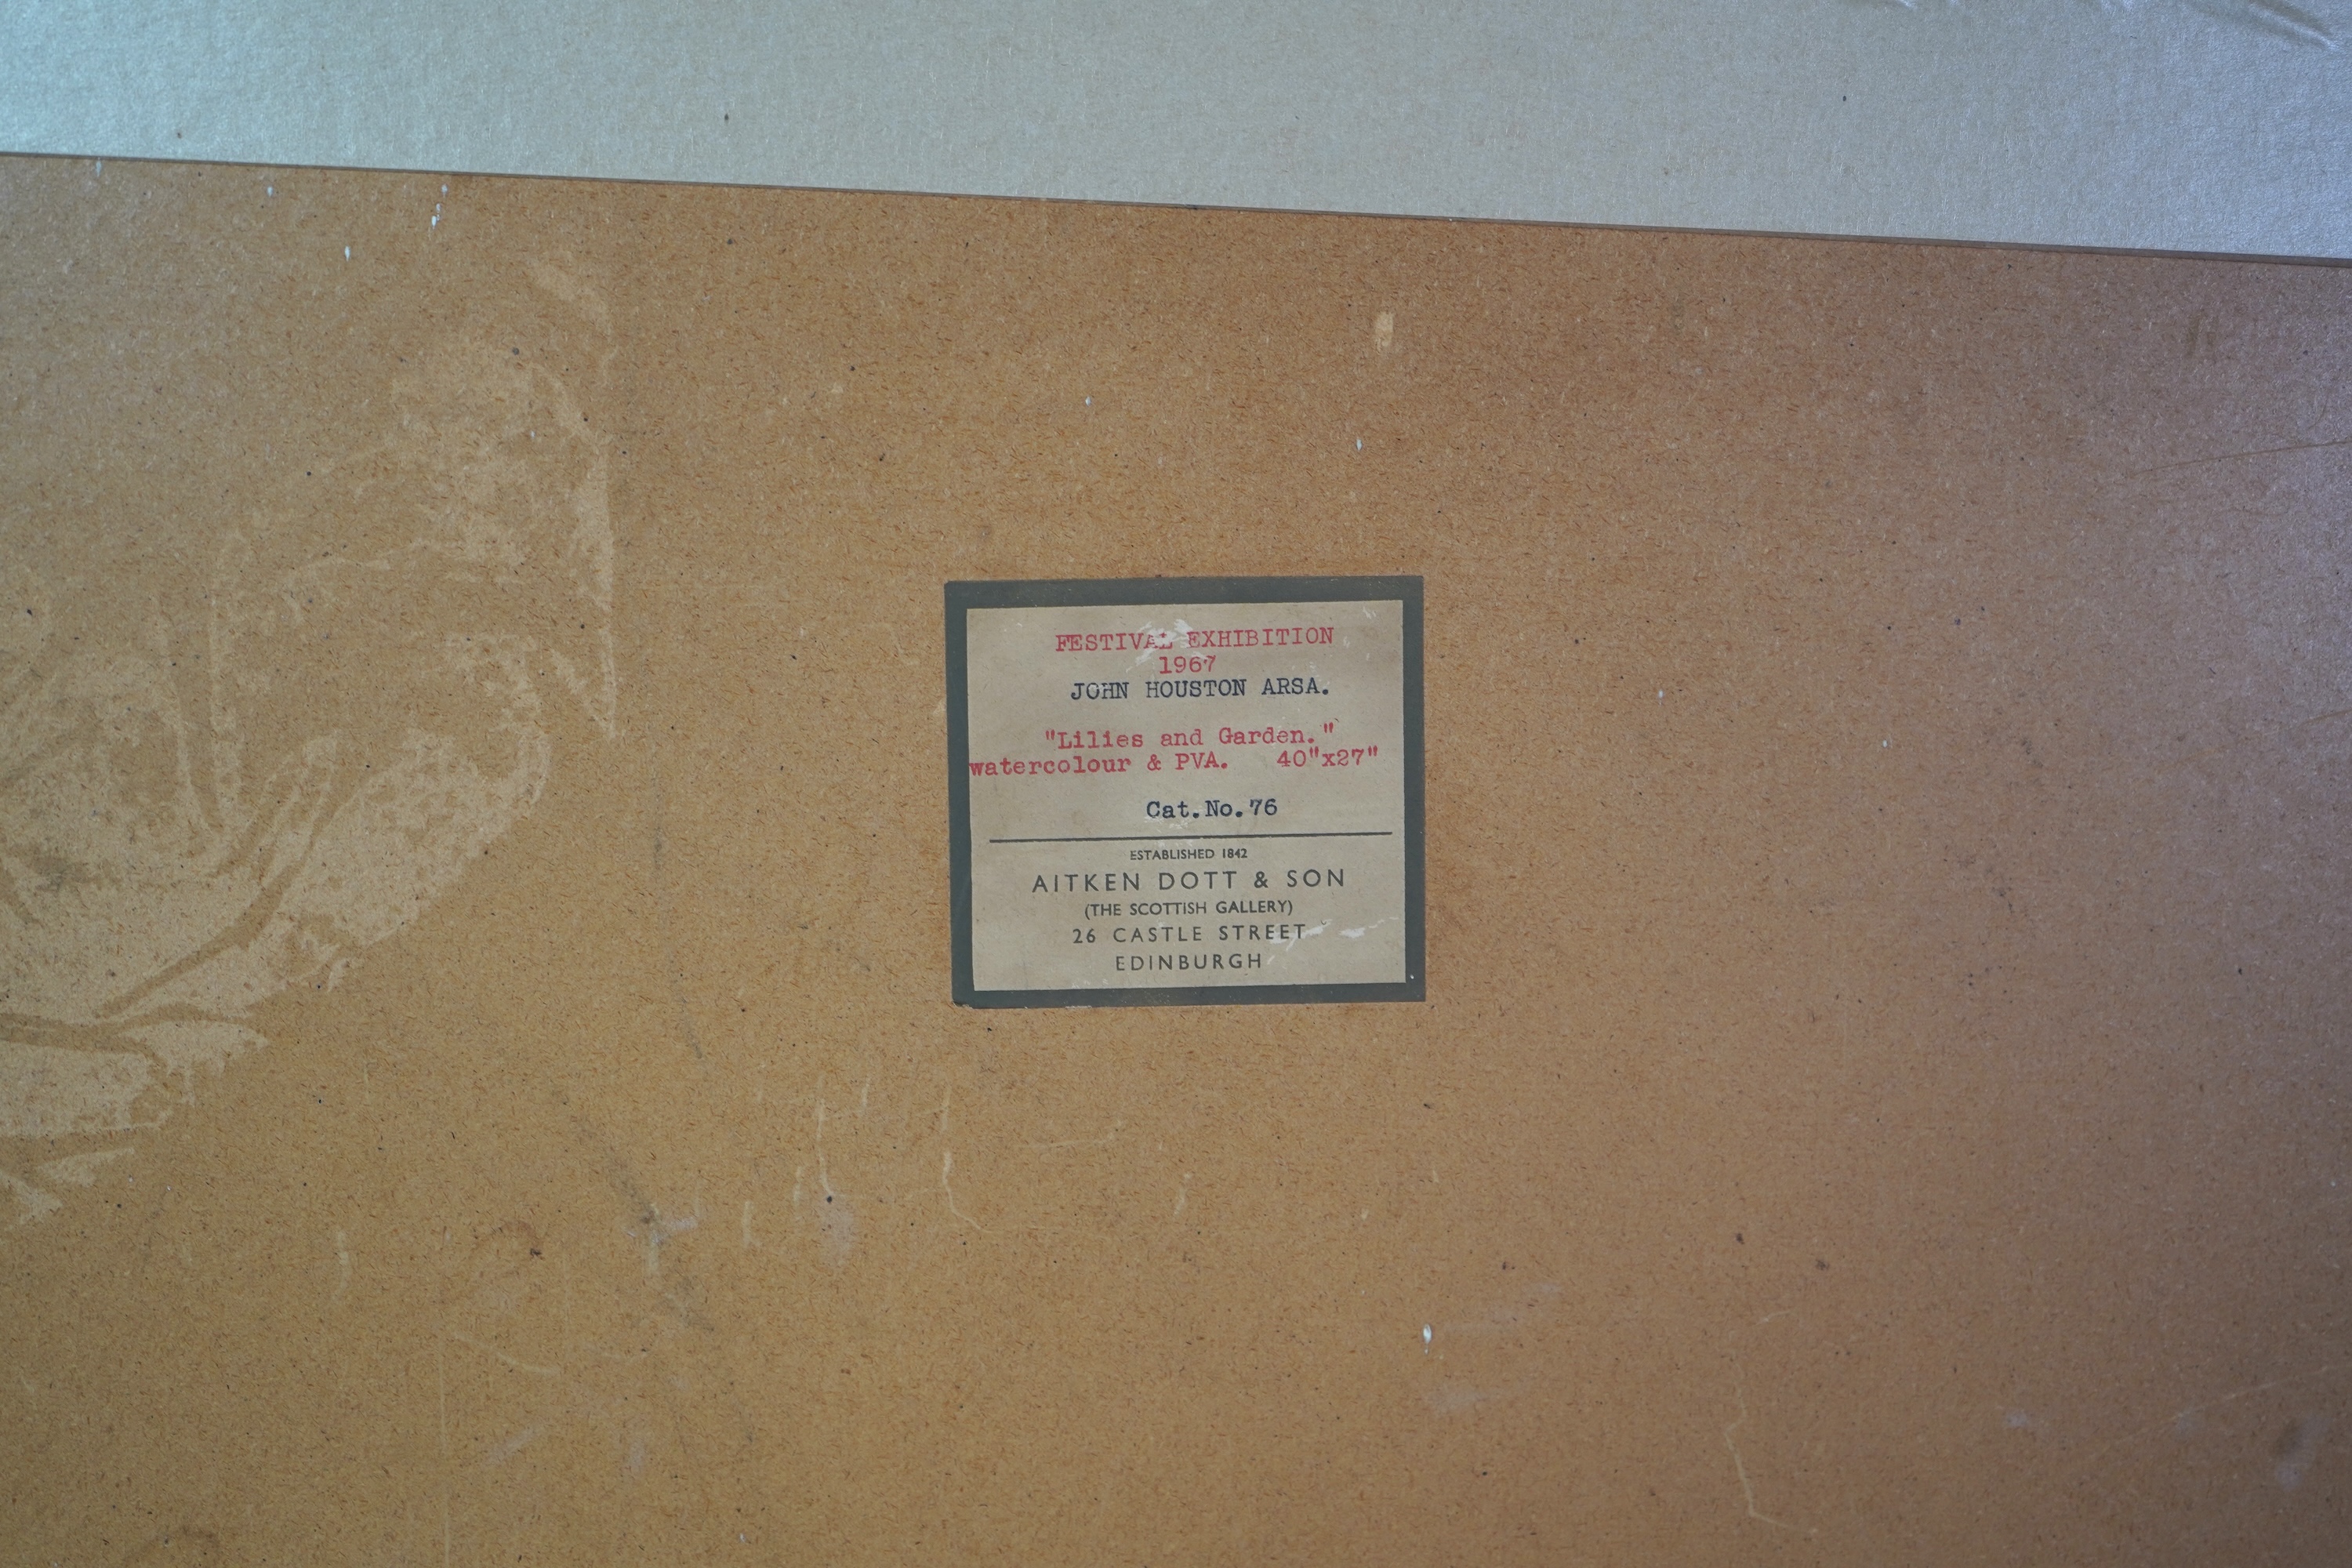 FESTIVAL EXHIBITION
1967
JOHN HOUSTON ARSA.
"Lilies and Garden."
watercolour & PVA. 40"x27"
Cat.No.76
ESTABLISHED 1842
AITKEN DOTT & SON
(THE SCOTTISH GALLERY)
26 CASTLE STREET
EDINBURGH